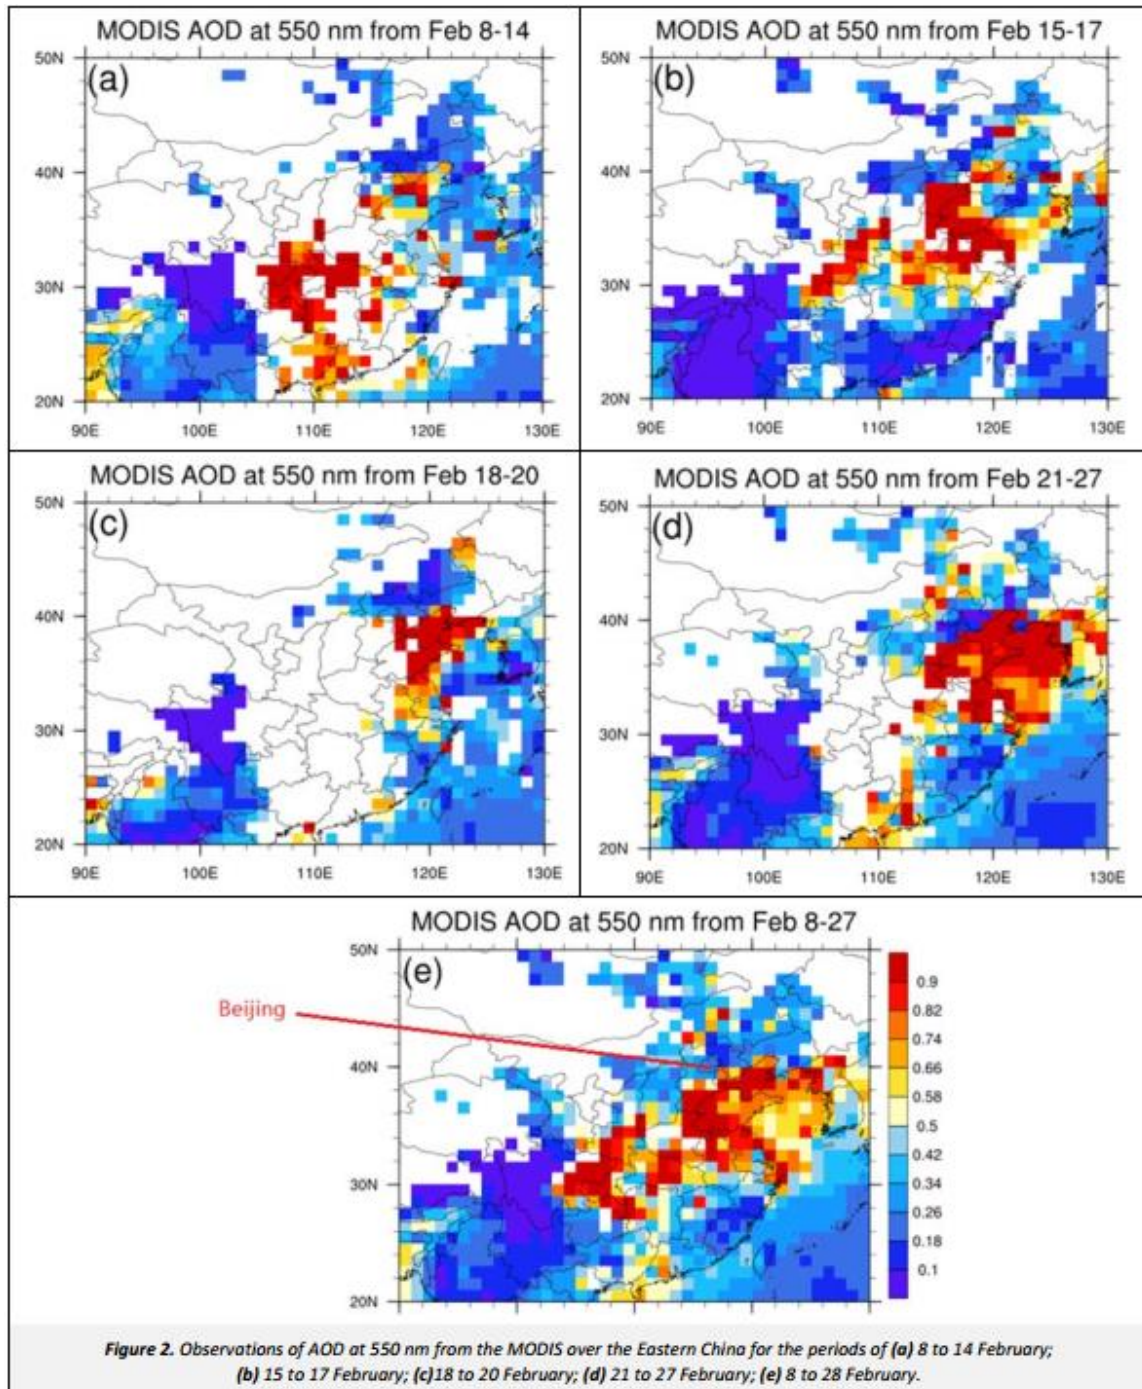 MODIS AOD at 550 nm from Feb 8-14
(a)
50N
40N
30N
20N
90E 100E 110E 120E 130E
MODIS AOD at 550 nm from Feb 15-17
(b)
50N
40N
30N
20N
90E 100E 110E 120E 130E
MODIS AOD at 550 nm from Feb 18-20
(c)
50N
40N
30N
20N
90E 100E 110E 120E 130E
MODIS AOD at 550 nm from Feb 21-27
(d)
50N
40N
30N
20N
90E 100E 110E 120E 130E
MODIS AOD at 550 nm from Feb 8-27
(e)
50N
Beijing
40N
30N
20N
0.9
0.82
0.74
0.66
0.58
0.5
0.42
0.34
0.26
0.18
0.1
Figure 2. Observations of AOD at 550 nm from the MODIS over the Eastern China for the periods of (a) 8 to 14 February;
(b) 15 to 17 February; (c)18 to 20 February; (d) 21 to 27 February; (e) 8 to 28 February.